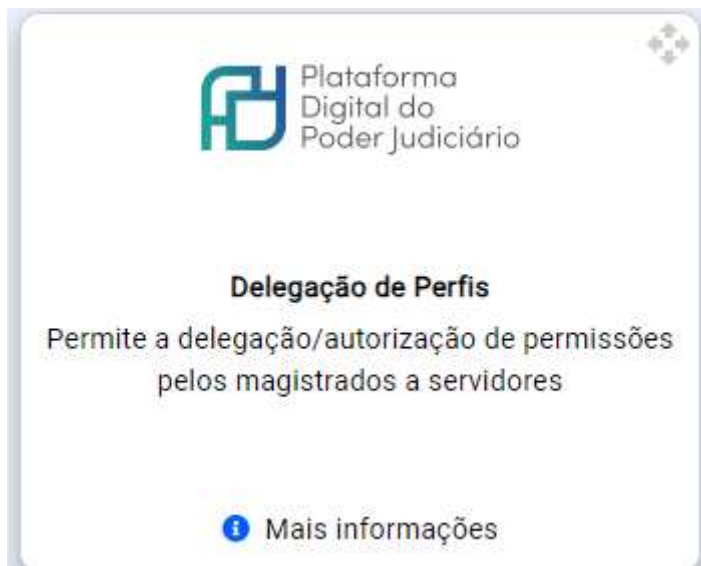 Plataforma
Digital do
Poder Judiciário
Delegação de Perfis
Permite a delegação/autorização de permissões
pelos magistrados a servidores
Mais informações